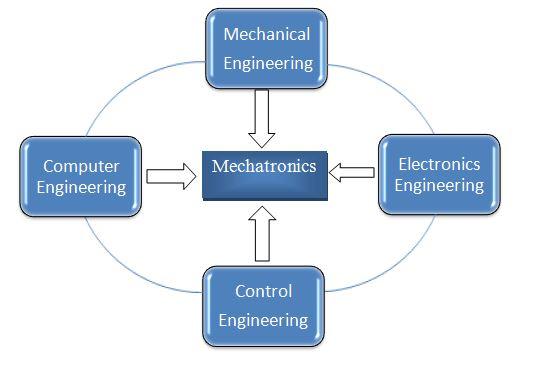 Mechanical
Engineering
Computer
Engineering
Mechatronics
Electronics
Engineering
Control
Engineering